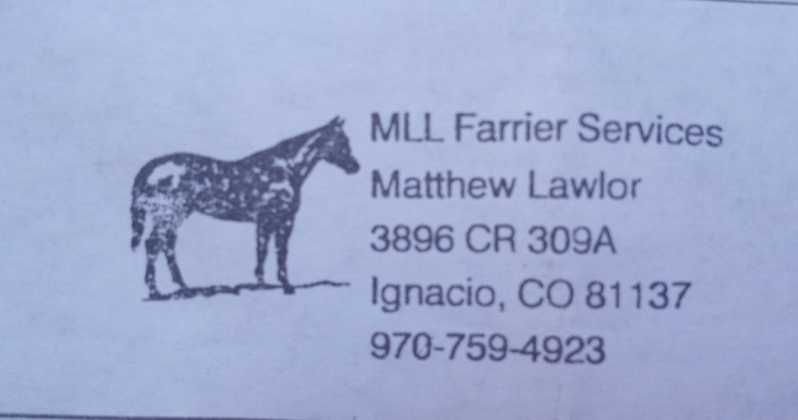 MLL Farrier Services
Matthew Lawlor
3896 CR 309A
Ignacio, CO 81137
970-759-4923